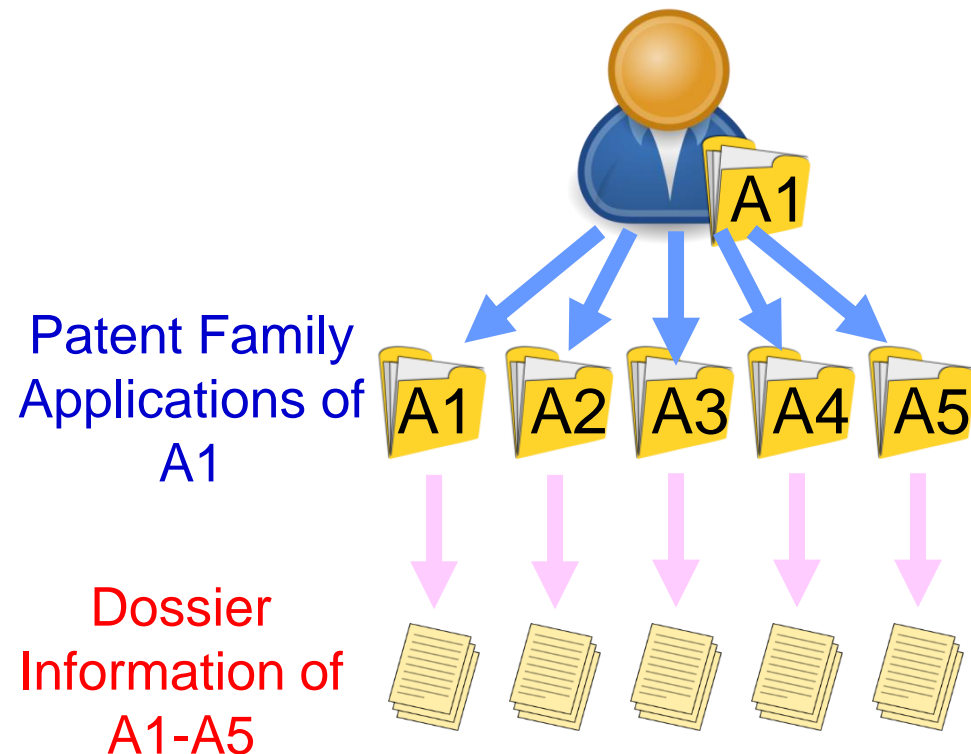 A1
Patent Family
Applications of
A1
A1 A2 A3 A4 A5
Dossier
Information of
A1-A5